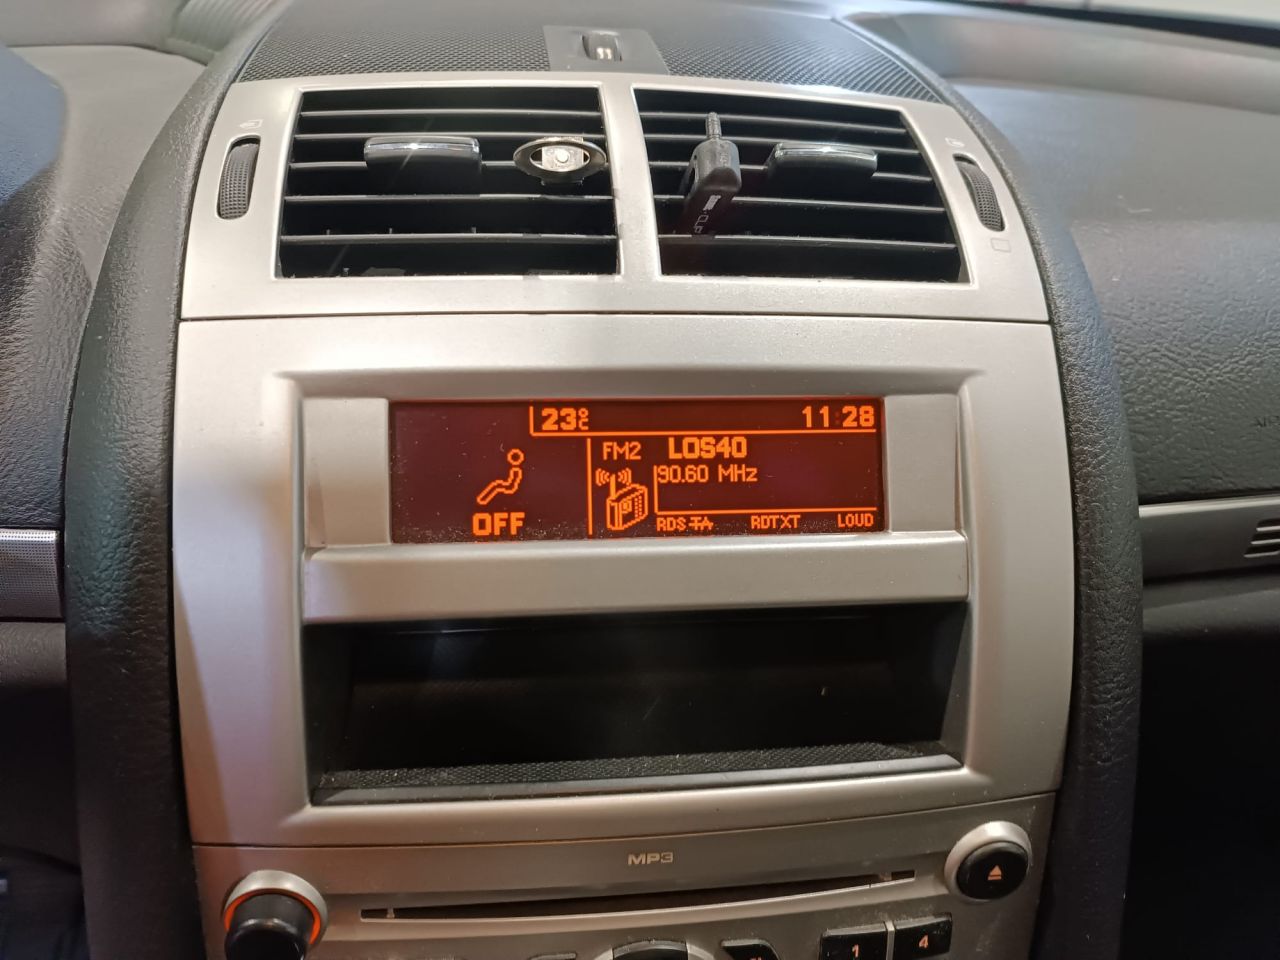 23°C 11:28
FM2 LOS40
90.60 MHz
OFF
RDS TA RDTXT LOUD
MP3
1 4